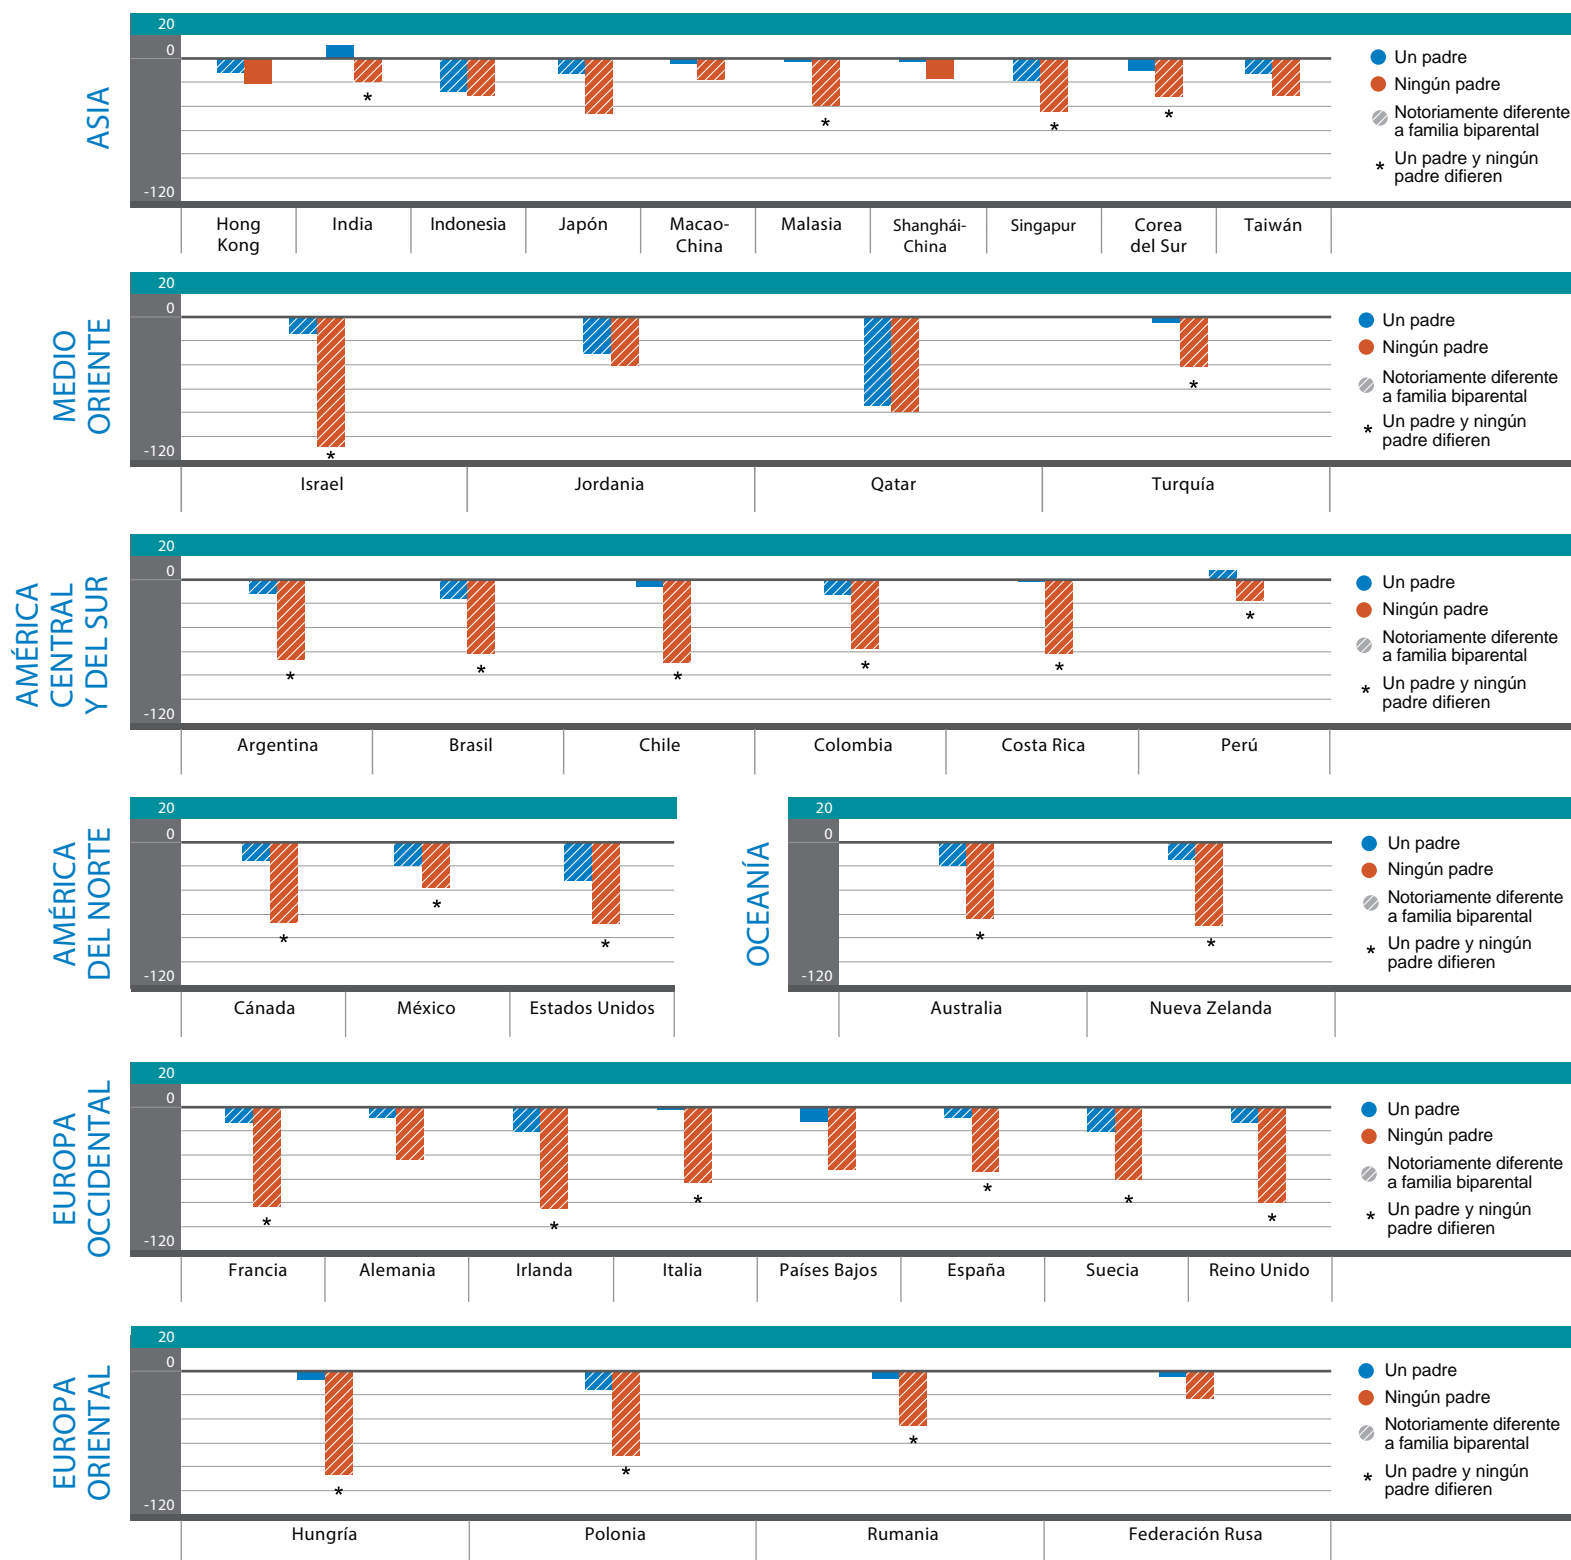 20
0
-120
ASIA
*
*
*
*
Un padre
Ningún padre
Notoriamente diferente
a familia biparental
* Un padre y ningún
padre difieren
Hong
Kong
India
Indonesia
Japón
Macao-
China
Malasia
Shanghái-
China
Singapur
Corea
del Sur
Taiwán
20
0
-120
MEDIO
ORIENTE
*
*
Un padre
Ningún padre
Notoriamente diferente
a familia biparental
* Un padre y ningún
padre difieren
Israel
Jordania
Qatar
Turquía
20
0
-120
AMÉRICA
CENTRAL
Y DEL SUR
*
*
*
*
*
*
Un padre
Ningún padre
Notoriamente diferente
a familia biparental
* Un padre y ningún
padre difieren
Argentina
Brasil
Chile
Colombia
Costa Rica
Perú
20
0
-120
AMÉRICA
DEL NORTE
*
*
*
Cánada
México
Estados Unidos
20
0
-120
OCEANÍA
*
*
Un padre
Ningún padre
Notoriamente diferente
a familia biparental
* Un padre y ningún
padre difieren
Australia
Nueva Zelanda
20
0
-120
EUROPA
OCCIDENTAL
*
*
*
*
*
*
Un padre
Ningún padre
Notoriamente diferente
a familia biparental
* Un padre y ningún
padre difieren
Francia
Alemania
Irlanda
Italia
Países Bajos
España
Suecia
Reino Unido
20
0
-120
EUROPA
ORIENTAL
*
*
*
Un padre
Ningún padre
Notoriamente diferente
a familia biparental
* Un padre y ningún
padre difieren
Hungría
Polonia
Rumania
Federación Rusa